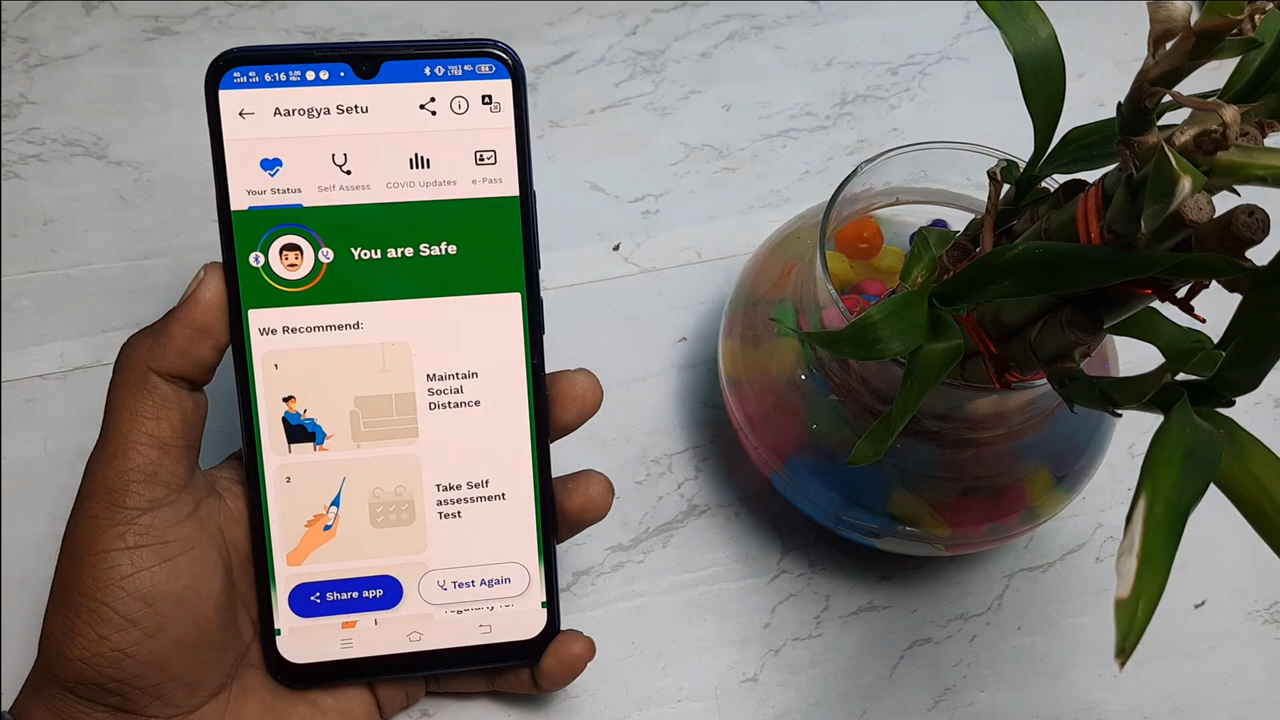 6:16
84
Aarogya Setu
Your Status
Self Assess
COVID Updates
e-Pass
You are Safe
We Recommend:
1
Maintain
Social
Distance
2
Take Self
assessment
Test
Share app
Test Again